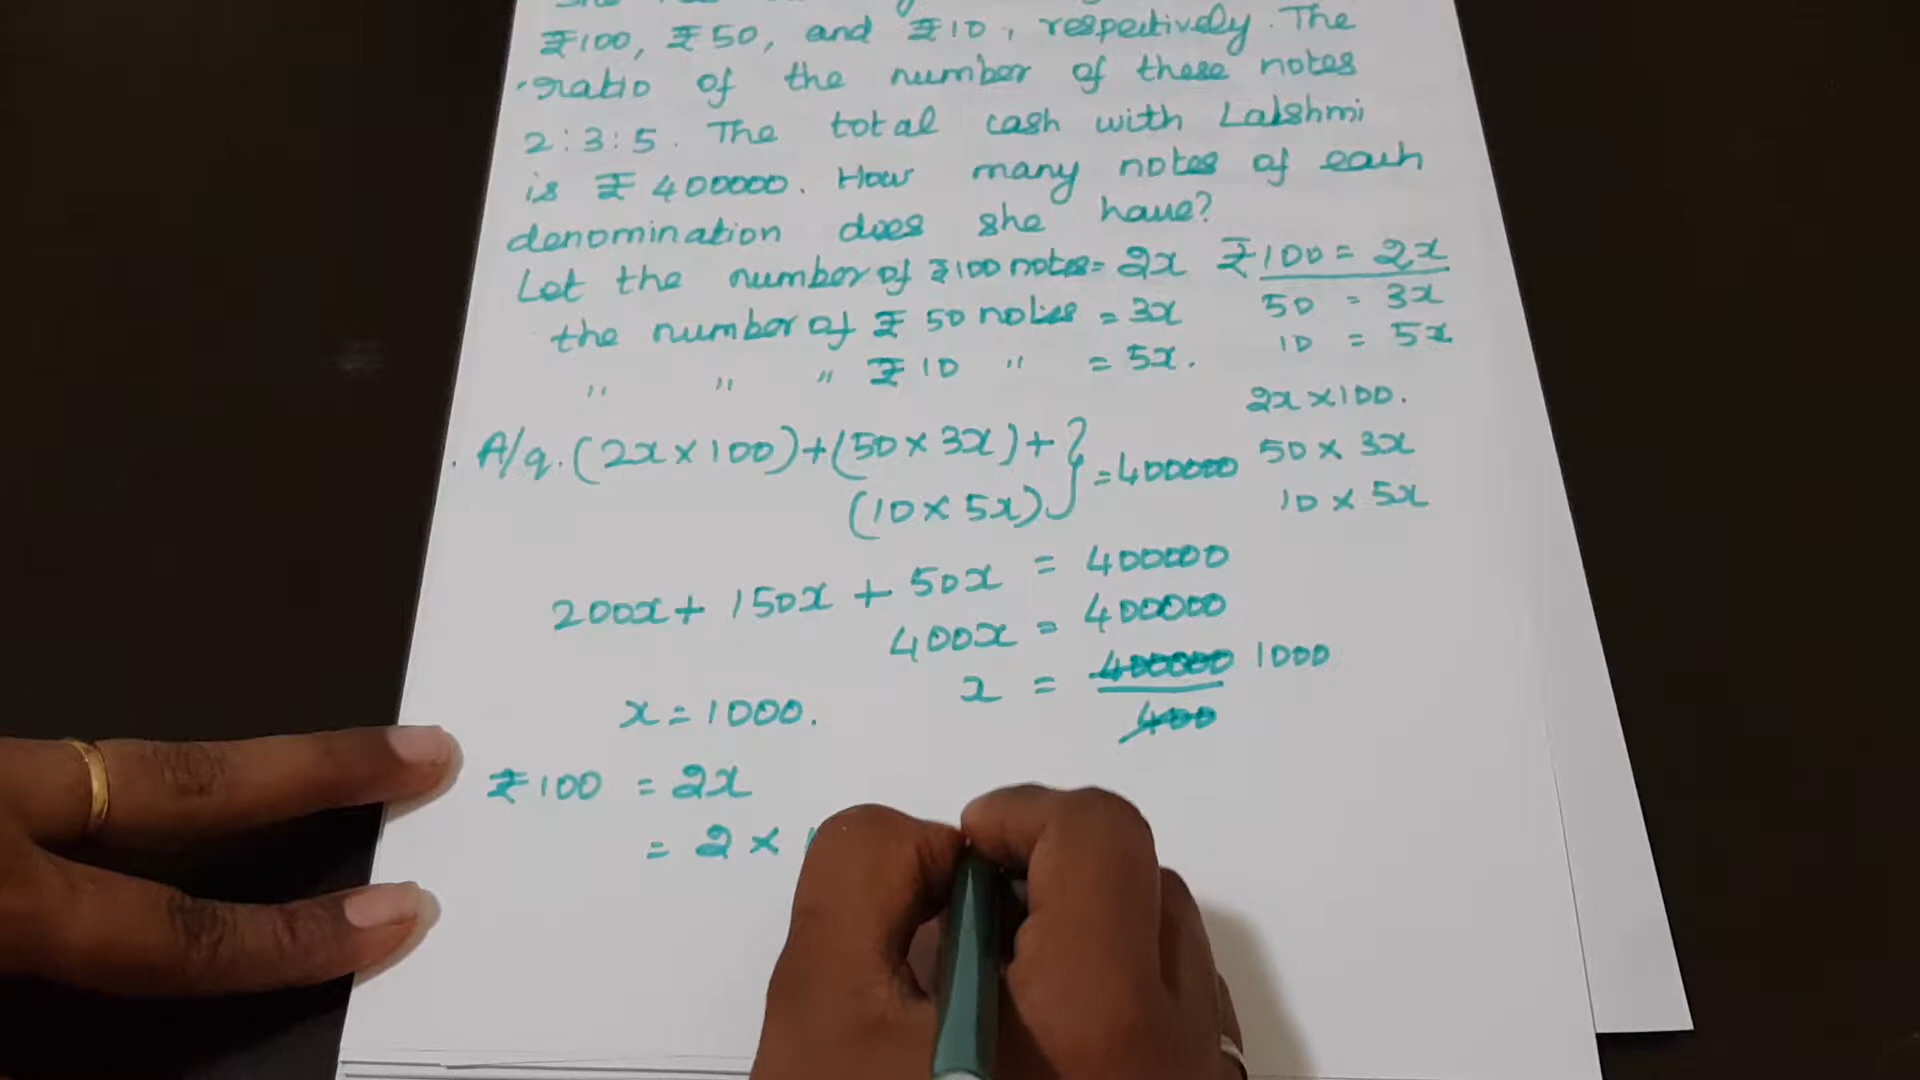 ₹100, ₹50, and ₹10, respectively. The
ratio of the number of these notes
2:3:5. The total cash with Lakshmi
is ₹ 400000. How many notes of each
denomination does she have?
Let the number of ₹100 notes = 2x ₹100 = 2x
the number of ₹ 50 notes = 3x 50 = 3x
" " " ₹10 " = 5x. 10 = 5x
2x × 100.
A/q. (2x × 100) + (50 × 3x) + } = 400000 50 × 3x
(10 × 5x) 10 × 5x
200x + 150x + 50x = 400000
400x = 400000
x = 400000 1000
400
x = 1000.
₹100 = 2x
= 2 ×